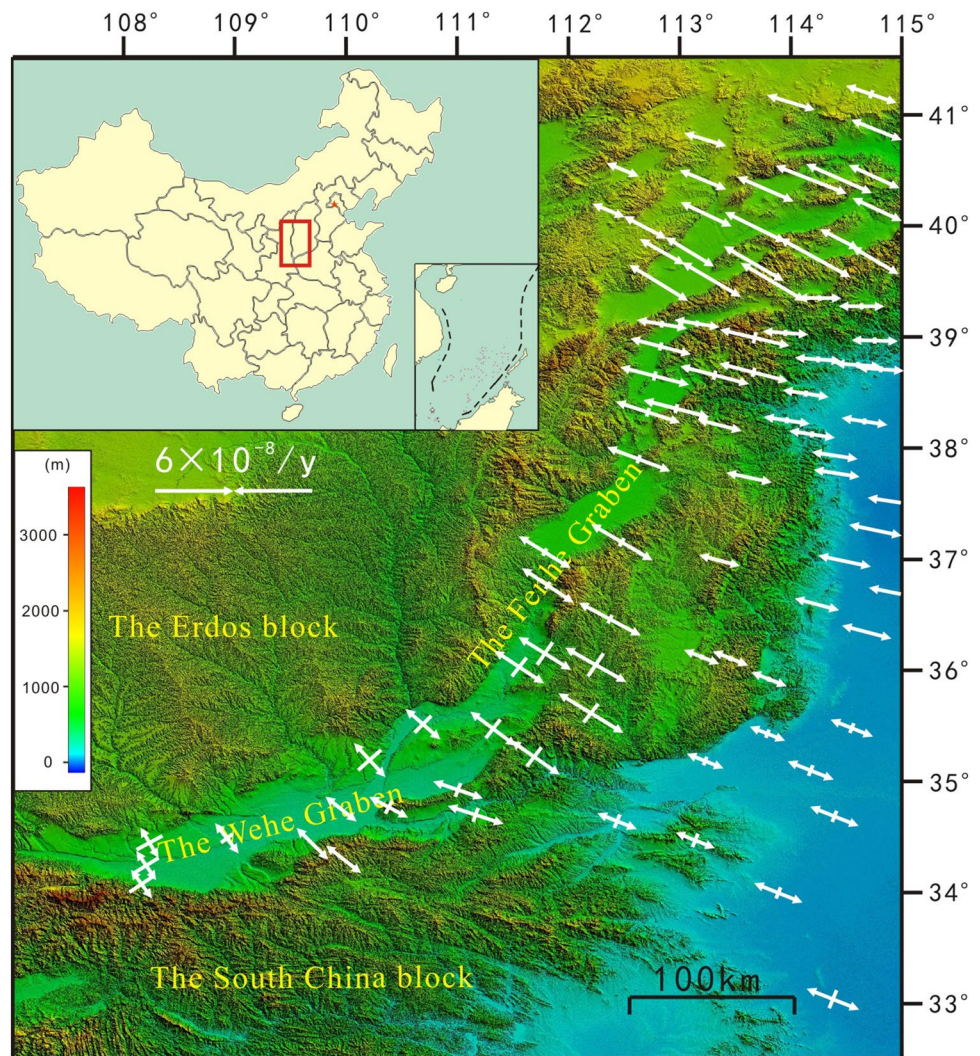 108° 109° 110° 111° 112° 113° 114° 115°
41°
40°
39°
38°
37°
36°
35°
34°
33°
(m)
3000
2000
1000
0
6×10⁻⁸/y
The Fenhe Graben
The Erdos block
The Wehe Graben
The South China block
100km